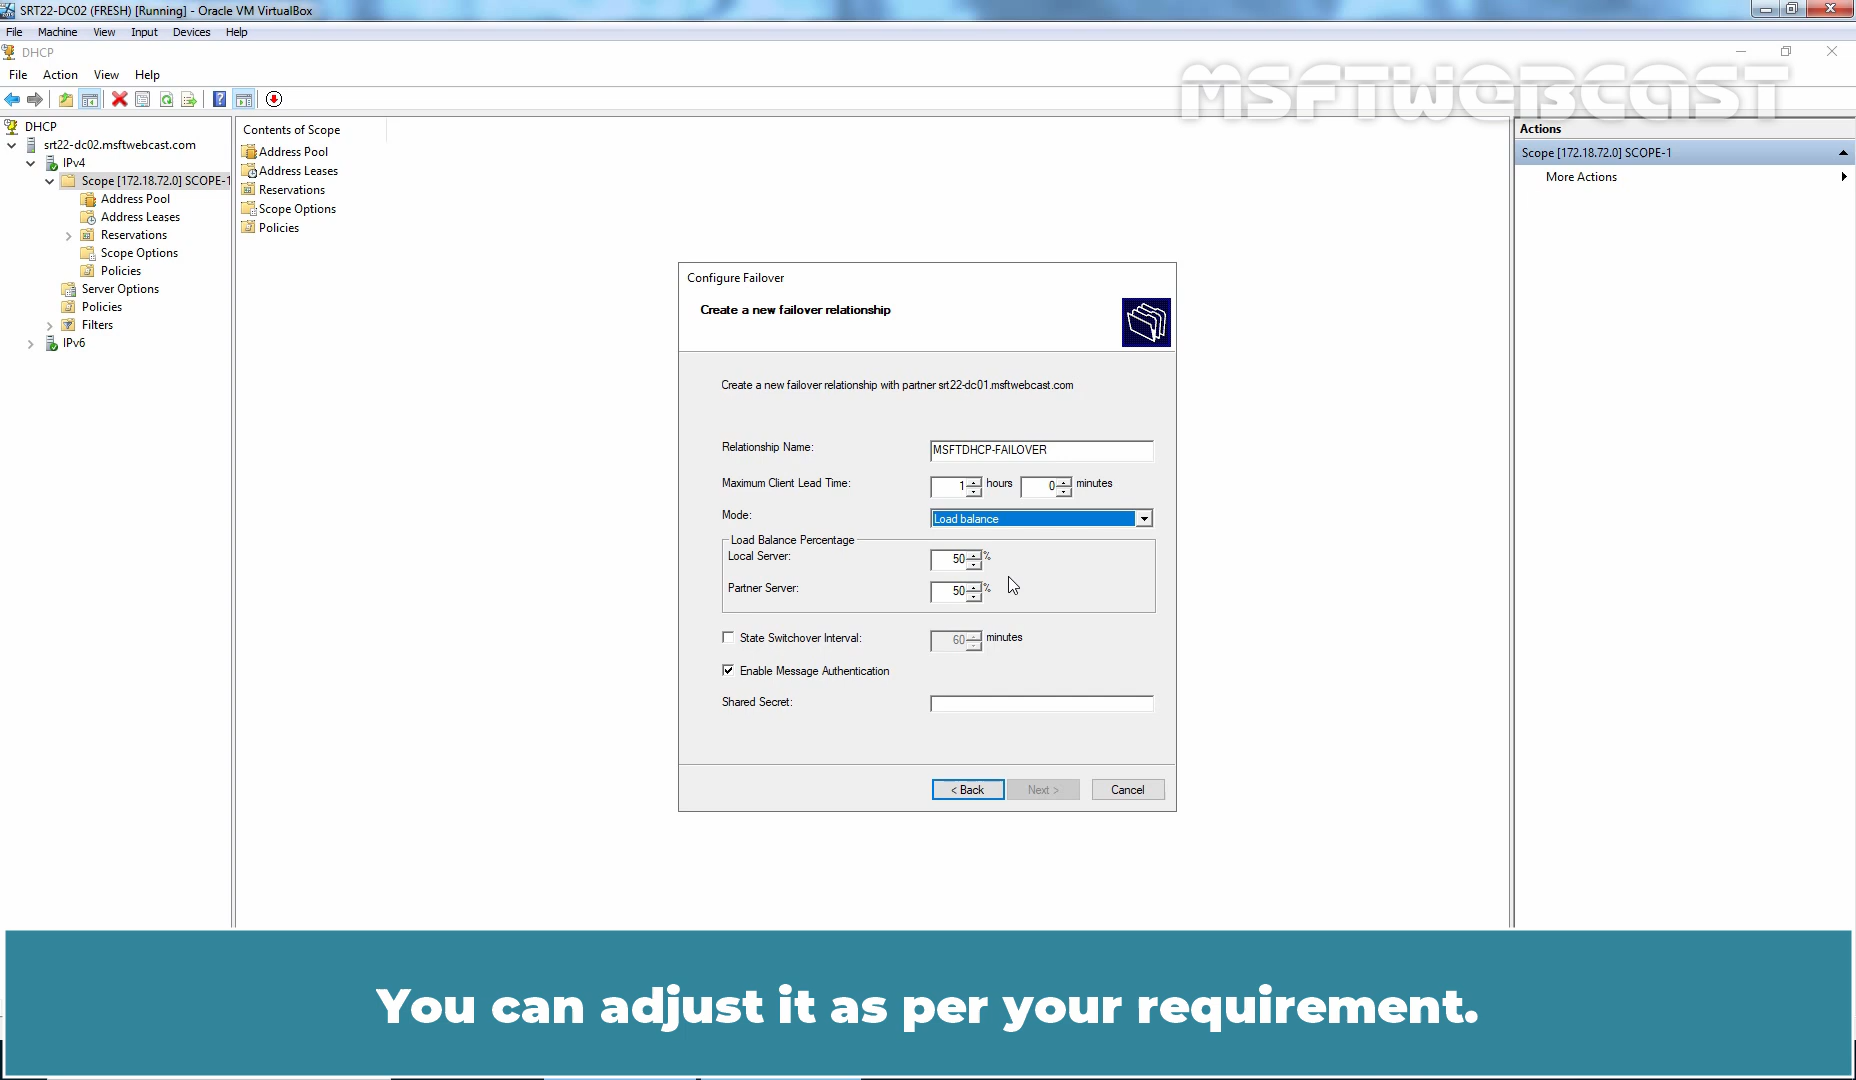 SRT22-DC02 (FRESH) [Running] - Oracle VM VirtualBox
File Machine View Input Devices Help
DHCP
File Action View Help
MSFTWEBCAST
DHCP
srt22-dc02.msftwebcast.com
IPv4
Scope [172.18.72.0] SCOPE-1
Address Pool
Address Leases
Reservations
Scope Options
Policies
Server Options
Policies
Filters
IPv6
Contents of Scope
Address Pool
Address Leases
Reservations
Scope Options
Policies
Actions
Scope [172.18.72.0] SCOPE-1
More Actions
Configure Failover
Create a new failover relationship
Create a new failover relationship with partner srt22-dc01.msftwebcast.com
Relationship Name: MSFTDHCP-FAILOVER
Maximum Client Lead Time: 1 hours 0 minutes
Mode: Load balance
Load Balance Percentage
Local Server: 50 %
Partner Server: 50 %
State Switchover Interval: 60 minutes
Enable Message Authentication
Shared Secret:
< Back Next > Cancel
You can adjust it as per your requirement.